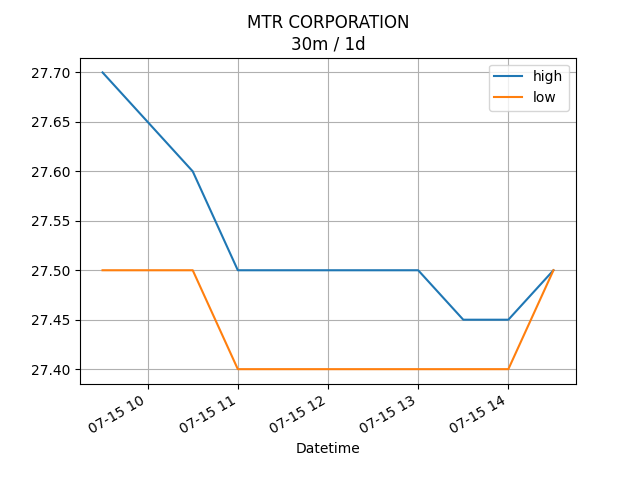 MTR CORPORATION
30m / 1d
high
low
27.70
27.65
27.60
27.55
27.50
27.45
27.40
07-15 10
07-15 11
07-15 12
07-15 13
07-15 14
Datetime